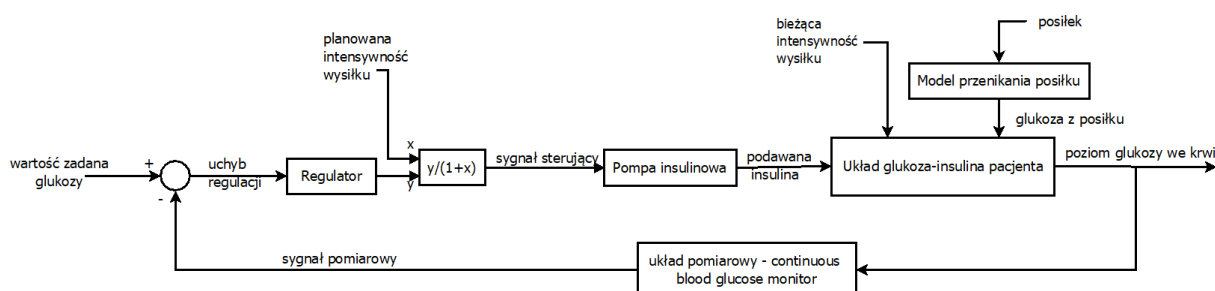 planowana
intensywność
wysiłku
bieżąca
intensywność
wysiłku
posiłek
Model przenikania posiłku
glukoza z posiłku
wartość zadana
glukozy
+
-
uchyb
regulacji
Regulator
x
y
y/(1+x)
sygnał sterujący
Pompa insulinowa
podawana
insulina
Układ glukoza-insulina pacjenta
poziom glukozy we krwi
sygnał pomiarowy
układ pomiarowy - continuous
blood glucose monitor